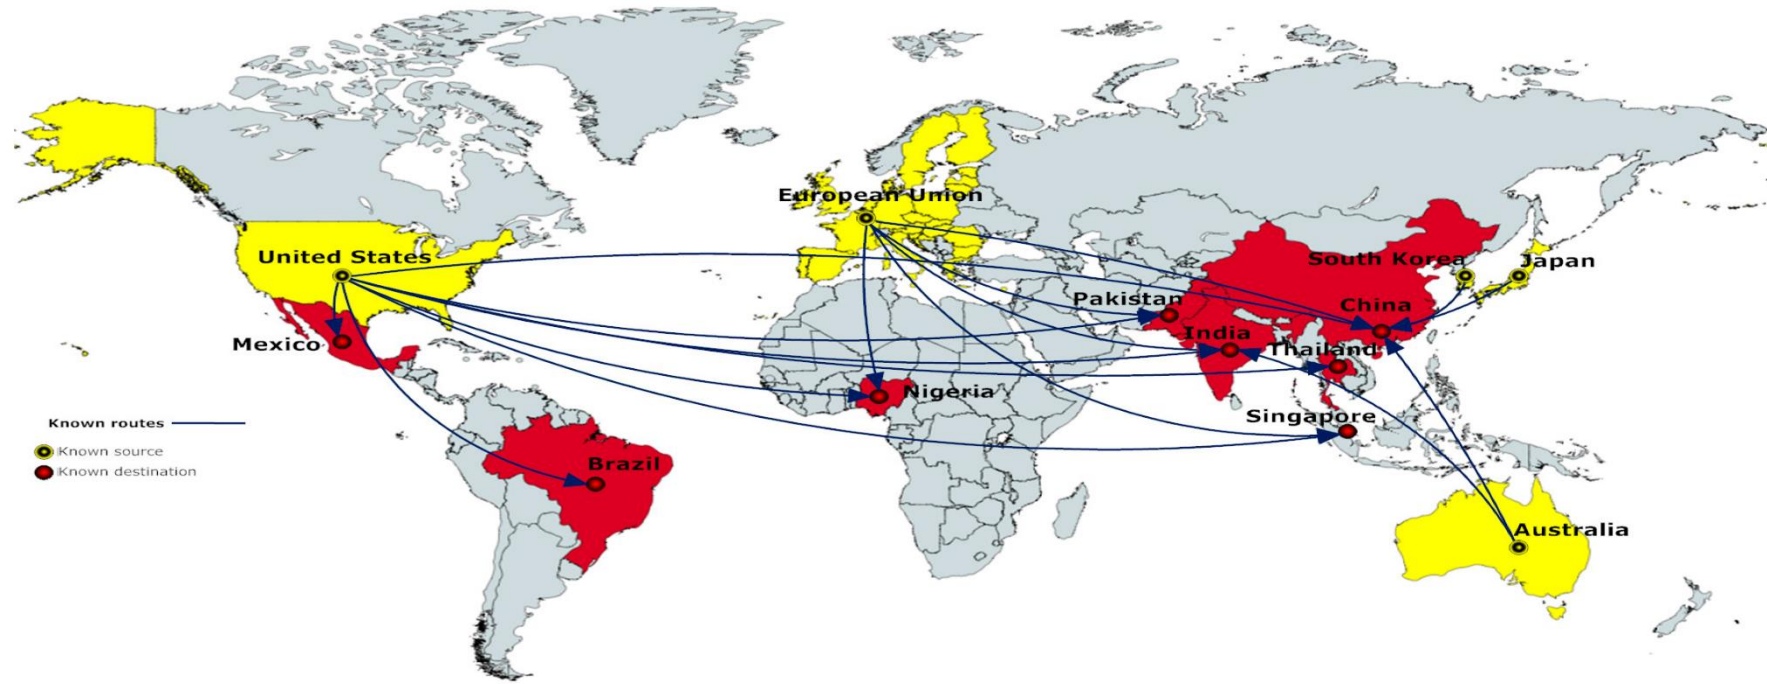 European Union
United States
South Korea
Japan
Pakistan
China
India
Mexico
Thailand
Nigeria
Singapore
Known routes
Known source
Brazil
Known destination
Australia